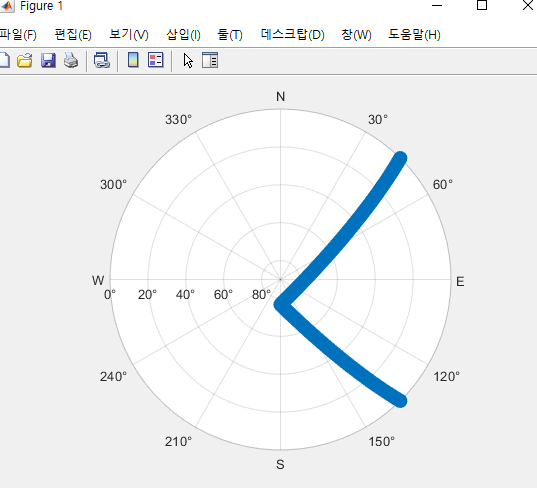 Figure 1
파일(F) 편집(E) 보기(V) 삽입(I) 툴(T) 데스크탑(D) 창(W) 도움말(H)
N
330° 30°
300° 60°
W E
0° 20° 40° 60° 80°
240° 120°
210° 150°
S